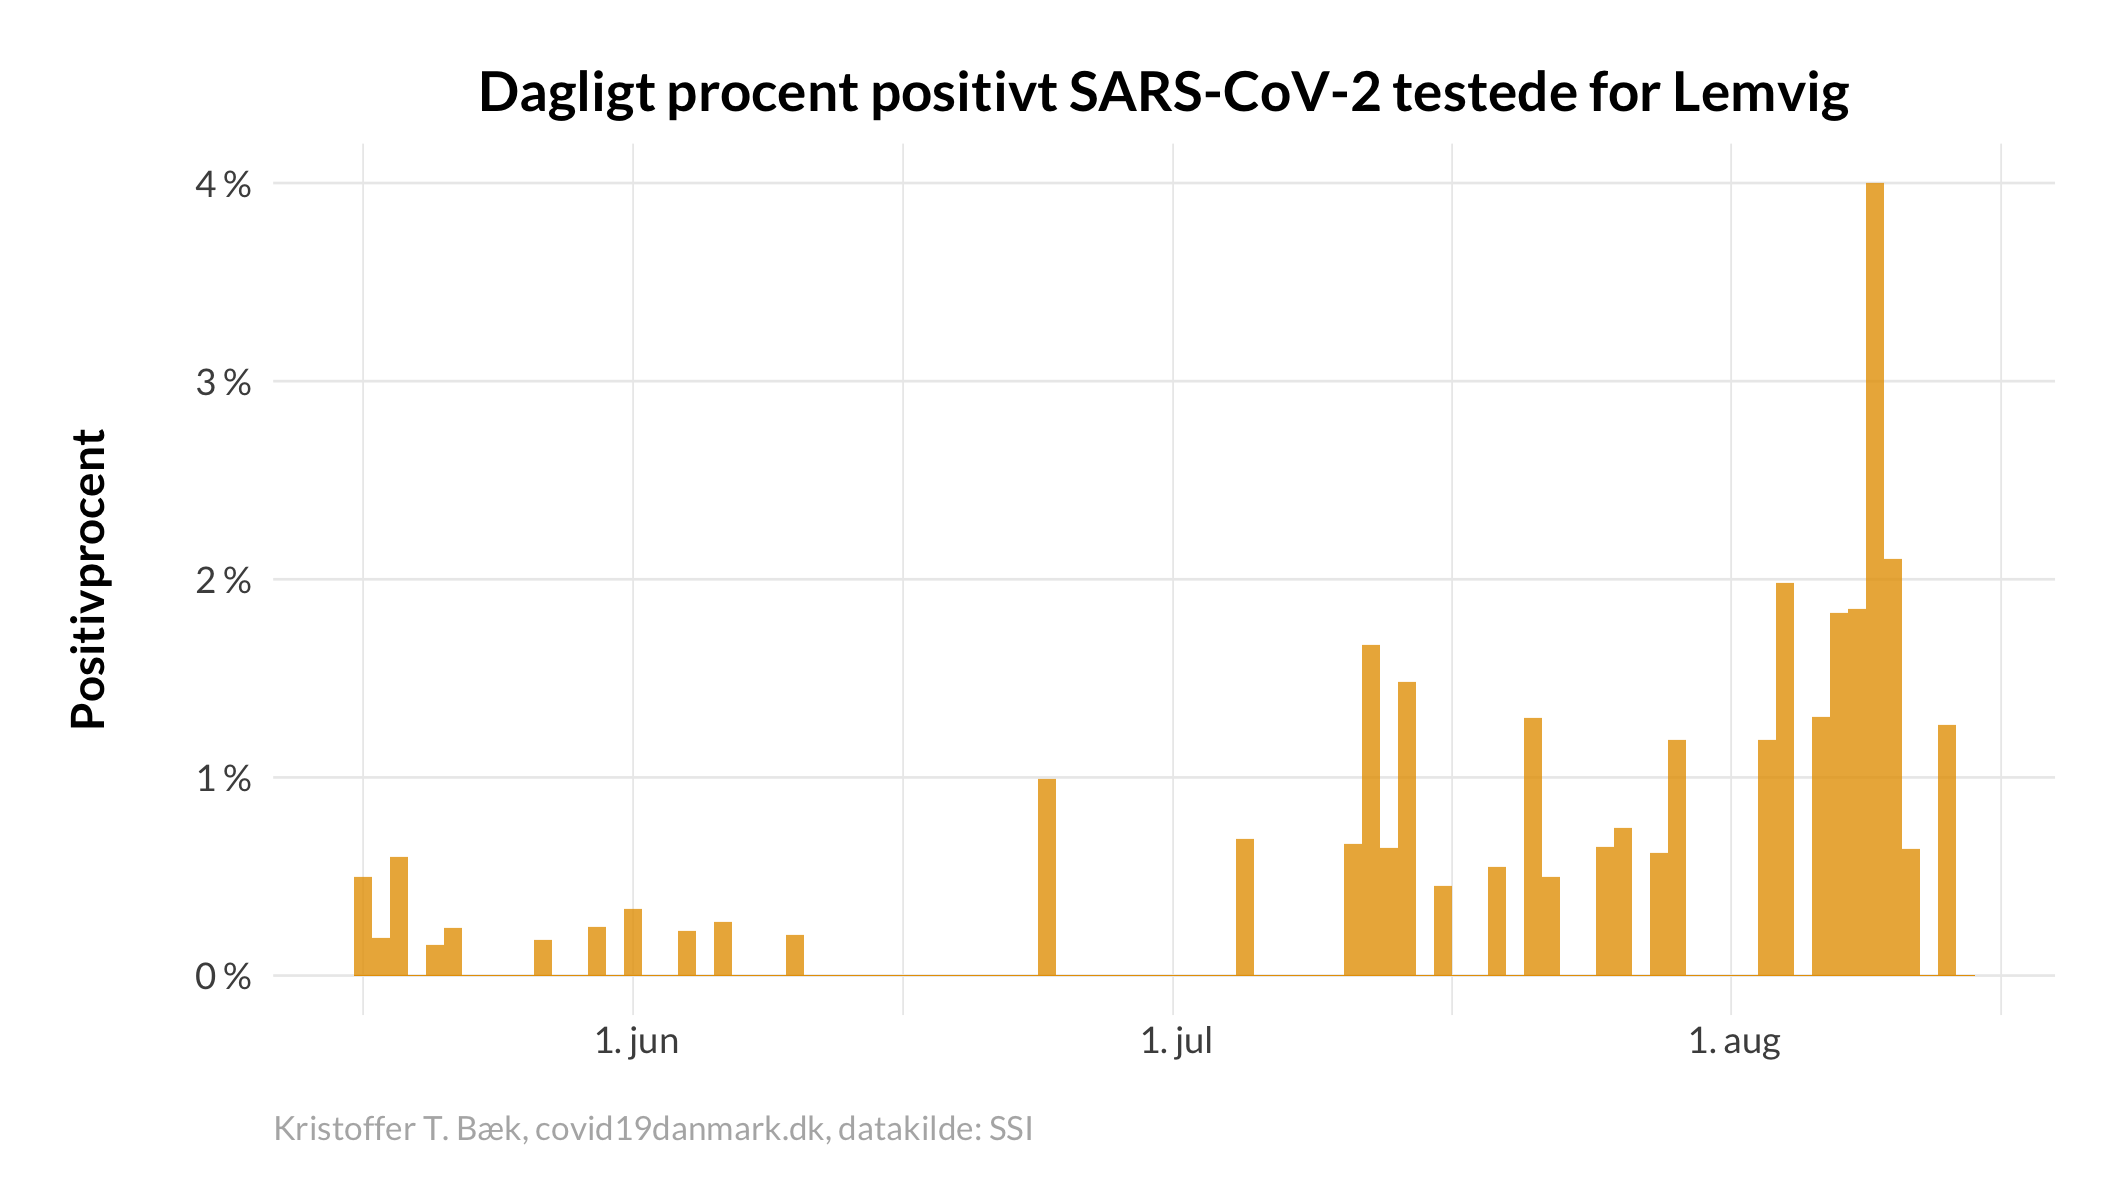 Dagligt procent positivt SARS-CoV-2 testede for Lemvig
Positivprocent
4 %
3 %
2 %
1 %
0 %
1. jun
1. jul
1. aug
Kristoffer T. Bæk, covid19danmark.dk, datakilde: SSI